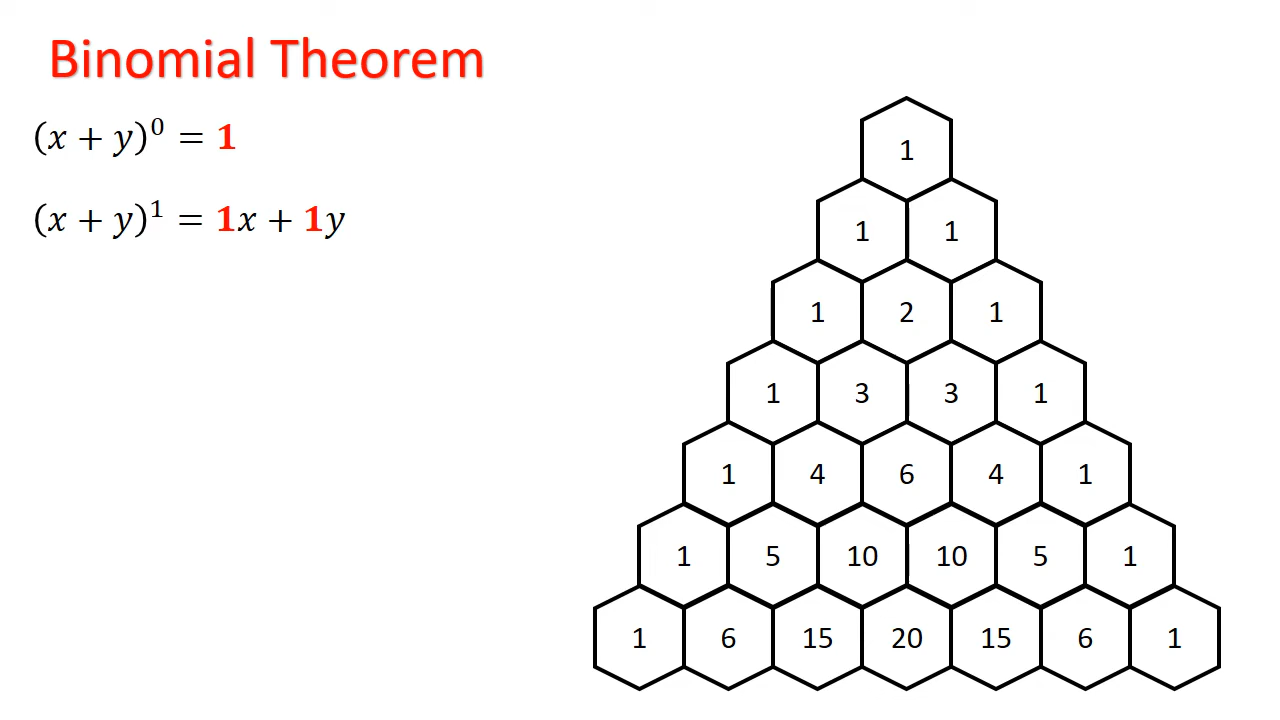 Binomial Theorem
(x + y)⁰ = 1
(x + y)¹ = 1x + 1y
1
1 1
1 2 1
1 3 3 1
1 4 6 4 1
1 5 10 10 5 1
1 6 15 20 15 6 1